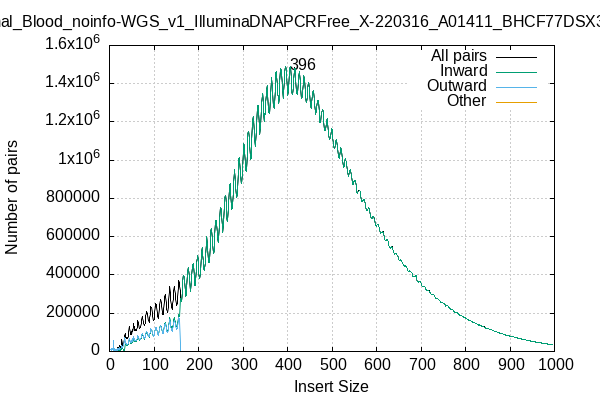 al_Blood_noinfo-WGS_v1_IlluminaDNAPCRFree_X-220316_A01411_BHCF77DSX3
1.6x10^6
1.4x10^6
1.2x10^6
1x10^6
800000
600000
400000
200000
0
Number of pairs
396
All pairs
Inward
Outward
Other
0 100 200 300 400 500 600 700 800 900 1000
Insert Size